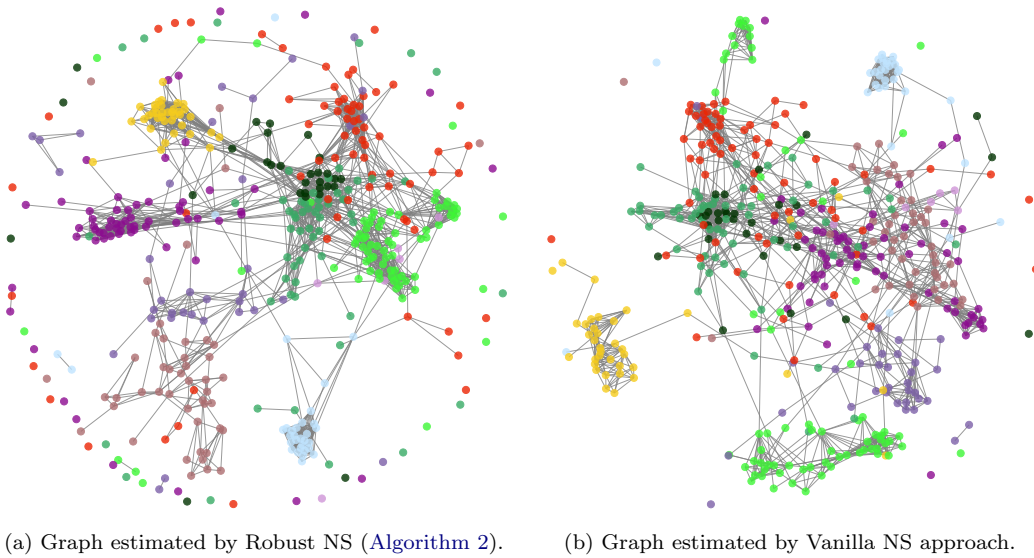 (a) Graph estimated by Robust NS (Algorithm 2).
(b) Graph estimated by Vanilla NS approach.